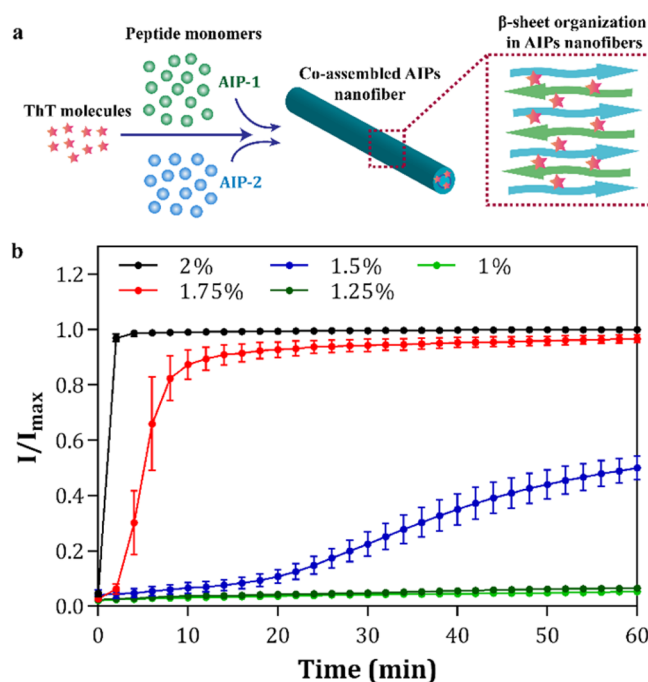 a
Peptide monomers
β-sheet organization
in AIPs nanofibers
AIP-1
Co-assembled AIPs
nanofiber
ThT molecules
AIP-2
b
2%
1.5%
1%
1.75%
1.25%
1.2
1.0
0.8
0.6
0.4
0.2
0.0
I/Imax
0
10
20
30
40
50
60
Time (min)